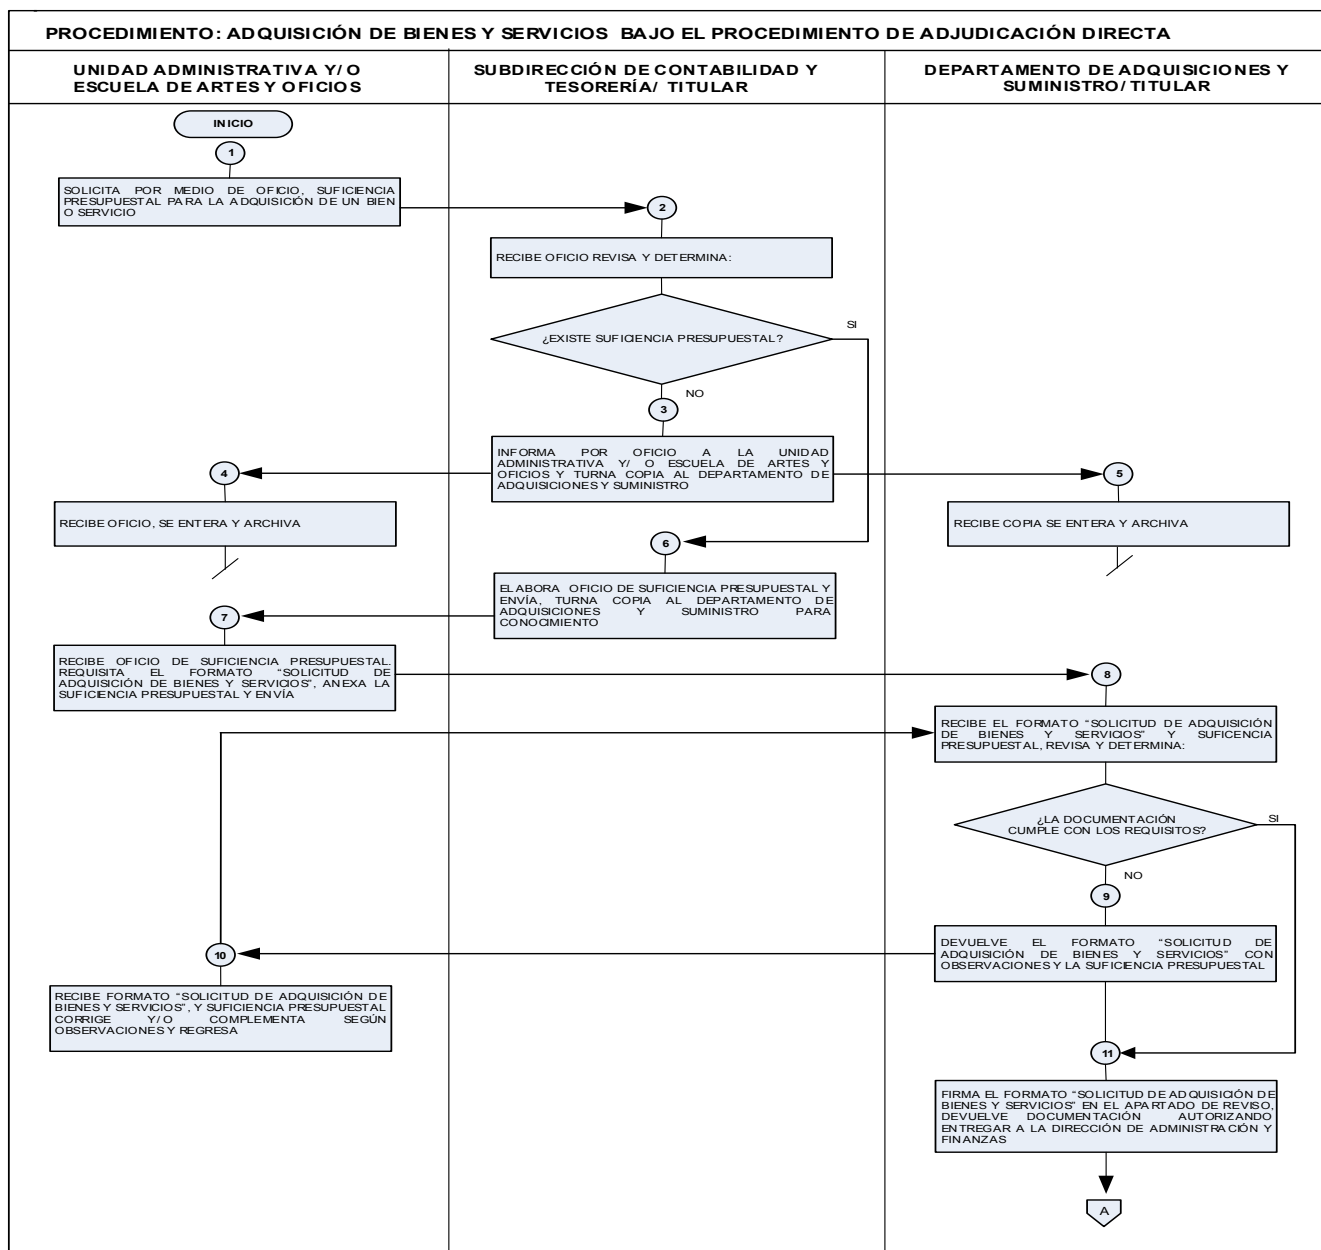 PROCEDIMIENTO: ADQUISICIÓN DE BIENES Y SERVICIOS BAJO EL PROCEDIMIENTO DE ADJUDICACIÓN DIRECTA
UNIDAD ADMINISTRATIVA Y/ O
ESCUELA DE ARTES Y OFICIOS
SUBDIRECCIÓN DE CONTABILIDAD Y
TESORERÍA/ TITULAR
DEPARTAMENTO DE ADQUISICIONES Y
SUMINISTRO/ TITULAR
INICIO
1
SOLICITA POR MEDIO DE OFICIO, SUFICIENCIA
PRESUPUESTAL PARA LA ADQUISICIÓN DE UN BIEN
O SERVICIO
2
RECIBE OFICIO REVISA Y DETERMINA:
¿EXISTE SUFICIENCIA PRESUPUESTAL?
SI
NO
3
INFORMA POR OFICIO A LA UNIDAD
ADMINISTRATIVA Y/ O ESCUELA DE ARTES Y
OFICIOS Y TURNA COPIA AL DEPARTAMENTO DE
ADQUISICIONES Y SUMINISTRO
4
RECIBE OFICIO, SE ENTERA Y ARCHIVA
5
RECIBE COPIA SE ENTERA Y ARCHIVA
6
ELABORA OFICIO DE SUFICIENCIA PRESUPUESTAL Y
ENVÍA, TURNA COPIA AL DEPARTAMENTO DE
ADQUISICIONES Y SUMINISTRO PARA
CONOCIMIENTO
7
RECIBE OFICIO DE SUFICIENCIA PRESUPUESTAL.
REQUISITA EL FORMATO “SOLICITUD DE
ADQUISICIÓN DE BIENES Y SERVICIOS”, ANEXA LA
SUFICIENCIA PRESUPUESTAL Y ENVÍA
8
RECIBE EL FORMATO “SOLICITUD DE ADQUISICIÓN
DE BIENES Y SERVICIOS” Y SUFICENCIA
PRESUPUESTAL, REVISA Y DETERMINA:
¿LA DOCUMENTACIÓN
CUMPLE CON LOS REQUISITOS?
SI
NO
9
DEVUELVE EL FORMATO “SOLICITUD DE
ADQUISICIÓN DE BIENES Y SERVICIOS” CON
OBSERVACIONES Y LA SUFICIENCIA PRESUPUESTAL
10
RECIBE FORMATO “SOLICITUD DE ADQUISICIÓN DE
BIENES Y SERVICIOS”, Y SUFICIENCIA PRESUPUESTAL
CORRIGE Y/O COMPLEMENTA SEGÚN
OBSERVACIONES Y REGRESA
11
FIRMA EL FORMATO “SOLICITUD DE ADQUISICIÓN DE
BIENES Y SERVICIOS” EN EL APARTADO DE REVISO,
DEVUELVE DOCUMENTACIÓN AUTORIZANDO
ENTREGAR A LA DIRECCIÓN DE ADMINISTRACIÓN Y
FINANZAS
A